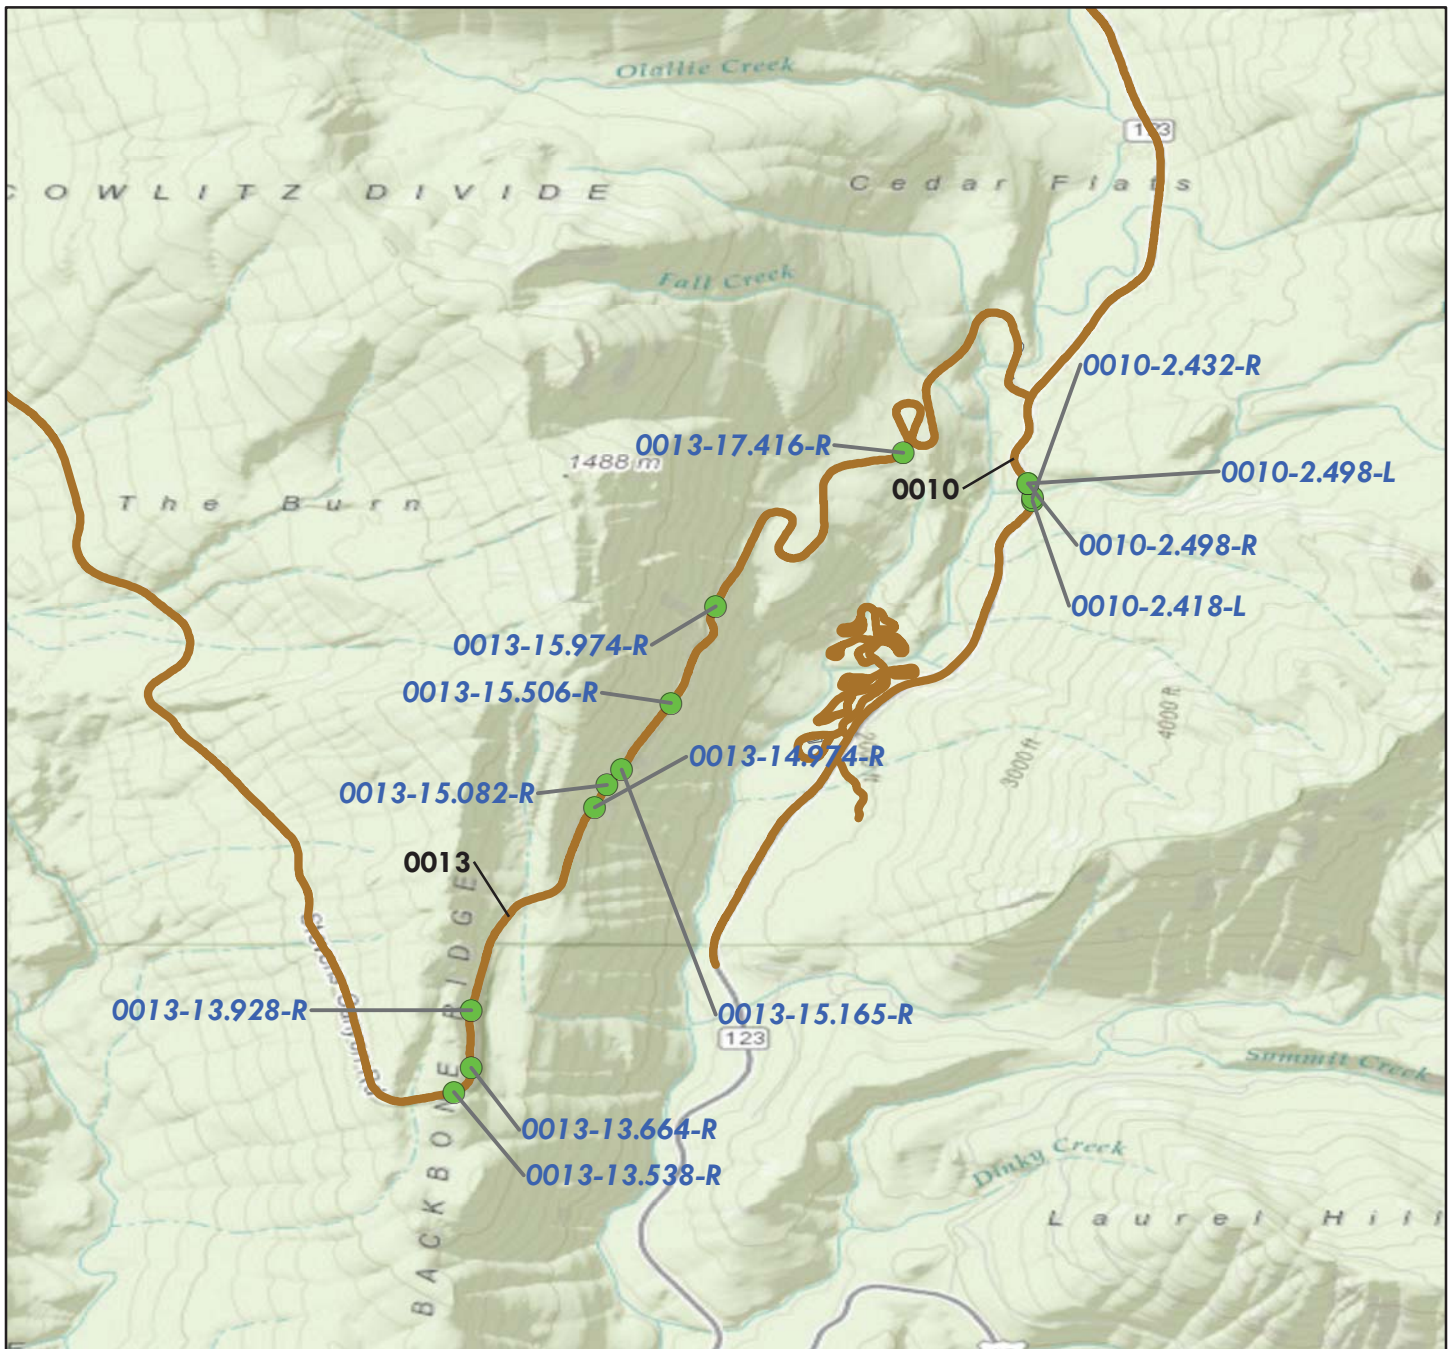 Olallie Creek
123
COWLITZ DIVIDE
Cedar Flats
Fall Creek
0010-2.432-R
0013-17.416-R
1488 m
0010-2.498-L
0010
The Burn
0010-2.498-R
0010-2.418-L
0013-15.974-R
0013-15.506-R
4000 ft
3000 ft
0013-14.974-R
0013-15.082-R
0013
0013-13.928-R
0013-15.165-R
123
BACKBONE RIDGE
Summit Creek
0013-13.664-R
Dinky Creek
0013-13.538-R
Laurel Hill